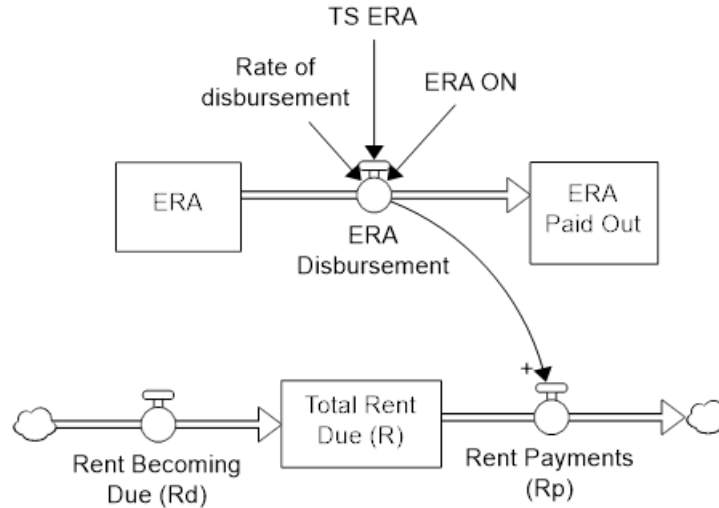 TS ERA
Rate of
disbursement
ERA ON
ERA
ERA
Paid Out
ERA
Disbursement
+
Total Rent
Due (R)
Rent Becoming
Due (Rd)
Rent Payments
(Rp)